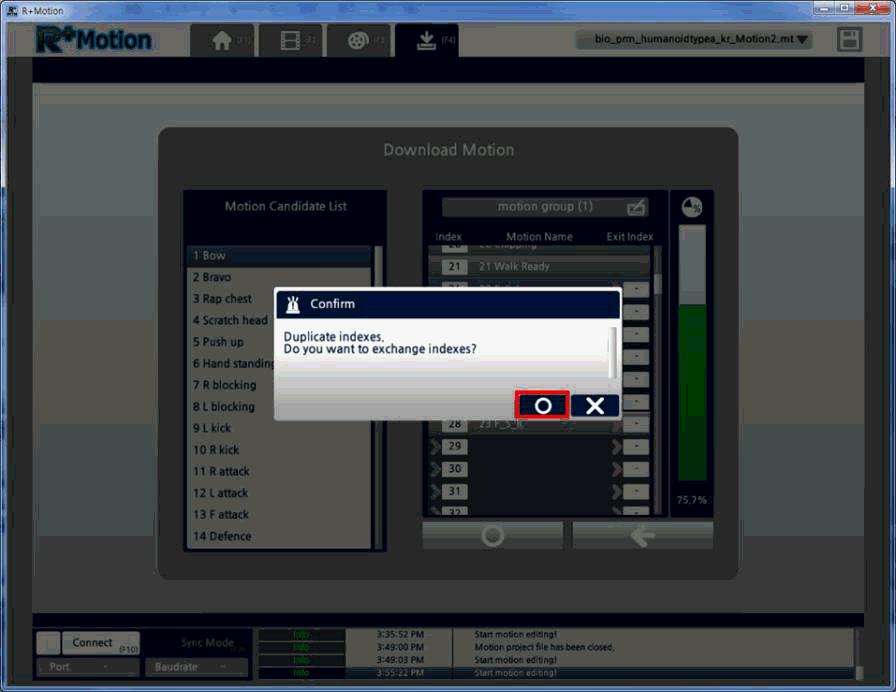 R+Motion
R+Motion
(F1)
(F2)
(F3)
(F4)
bio_prm_humanoidtypea_kr_Motion2.mt
Download Motion
Motion Candidate List
1 Bow
2 Bravo
3 Rap chest
4 Scratch head
5 Push up
6 Hand standing
7 R blocking
8 L blocking
9 L kick
10 R kick
11 R attack
12 L attack
13 F attack
14 Defence
motion group (1)
%
Index Motion Name Exit Index
20 Clapping
21 21 Walk Ready
Confirm
Duplicate indexes.
Do you want to exchange indexes?
28 23 F_S_R
29
30
31
32
75.7%
Connect (F10)
Sync Mode
Port -
Baudrate -
Info 3:35:52 PM Start motion editing!
Info 3:49:00 PM Motion project file has been closed.
Info 3:49:03 PM Start motion editing!
Info 3:55:22 PM Start motion editing!